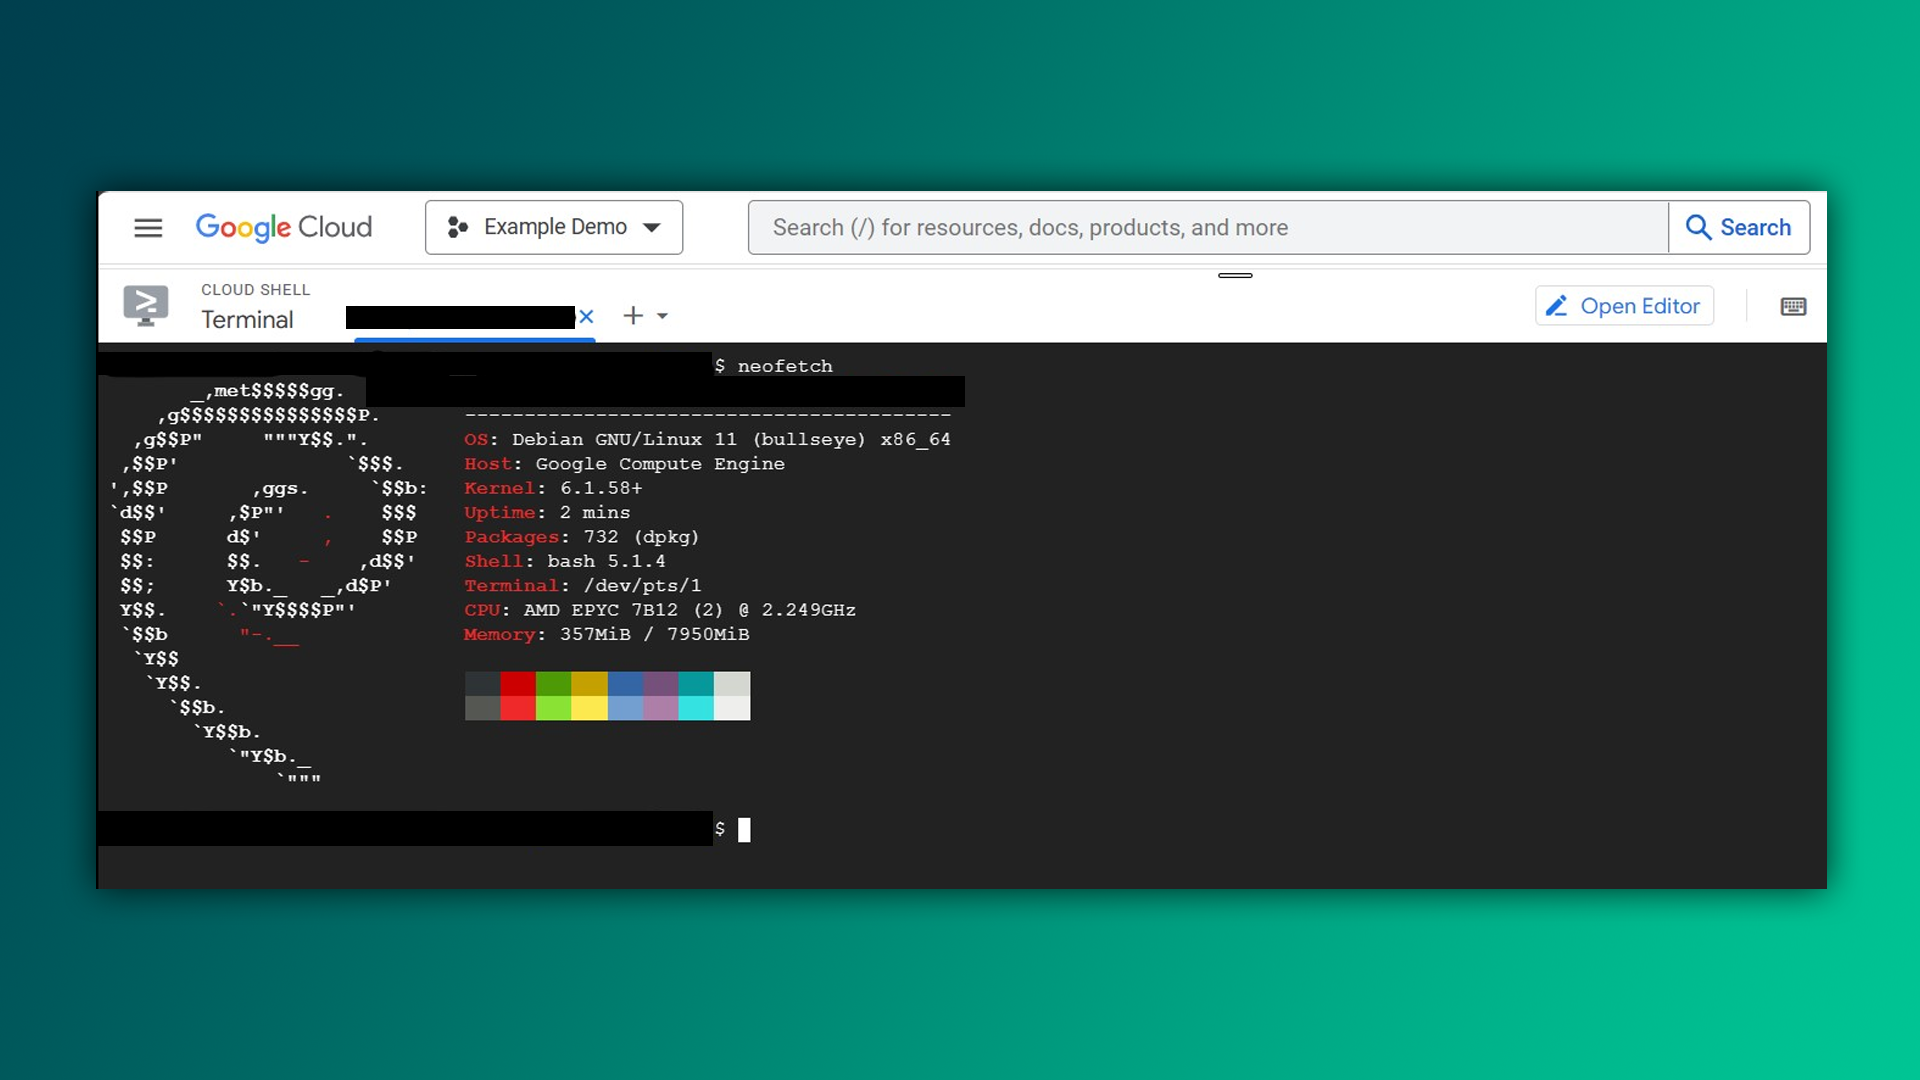 Google Cloud
Example Demo
Search (/) for resources, docs, products, and more
Search
CLOUD SHELL
Terminal
Open Editor
$ neofetch
_,met$$$$$gg.
,g$$$$$$$$$$$$$$$P.
-----------------------------------------
,g$$P"     """Y$$.".        OS: Debian GNU/Linux 11 (bullseye) x86_64
,$$P'              `$$$.     Host: Google Compute Engine
',$$P       ,ggs.     `$$b:   Kernel: 6.1.58+
`d$$'     ,$P"'   .    $$$    Uptime: 2 mins
$$P      d$'     ,    $$P    Packages: 732 (dpkg)
$$:      $$.   -    ,d$$'    Shell: bash 5.1.4
$$;      Y$b._   _,d$P'      Terminal: /dev/pts/1
Y$$.    `.`"Y$$$$P"'         CPU: AMD EPYC 7B12 (2) @ 2.249GHz
`$$b      "-.__              Memory: 357MiB / 7950MiB
`Y$$
`Y$$.
`$$b.
`Y$$b.
`"Y$b._
`"""
$